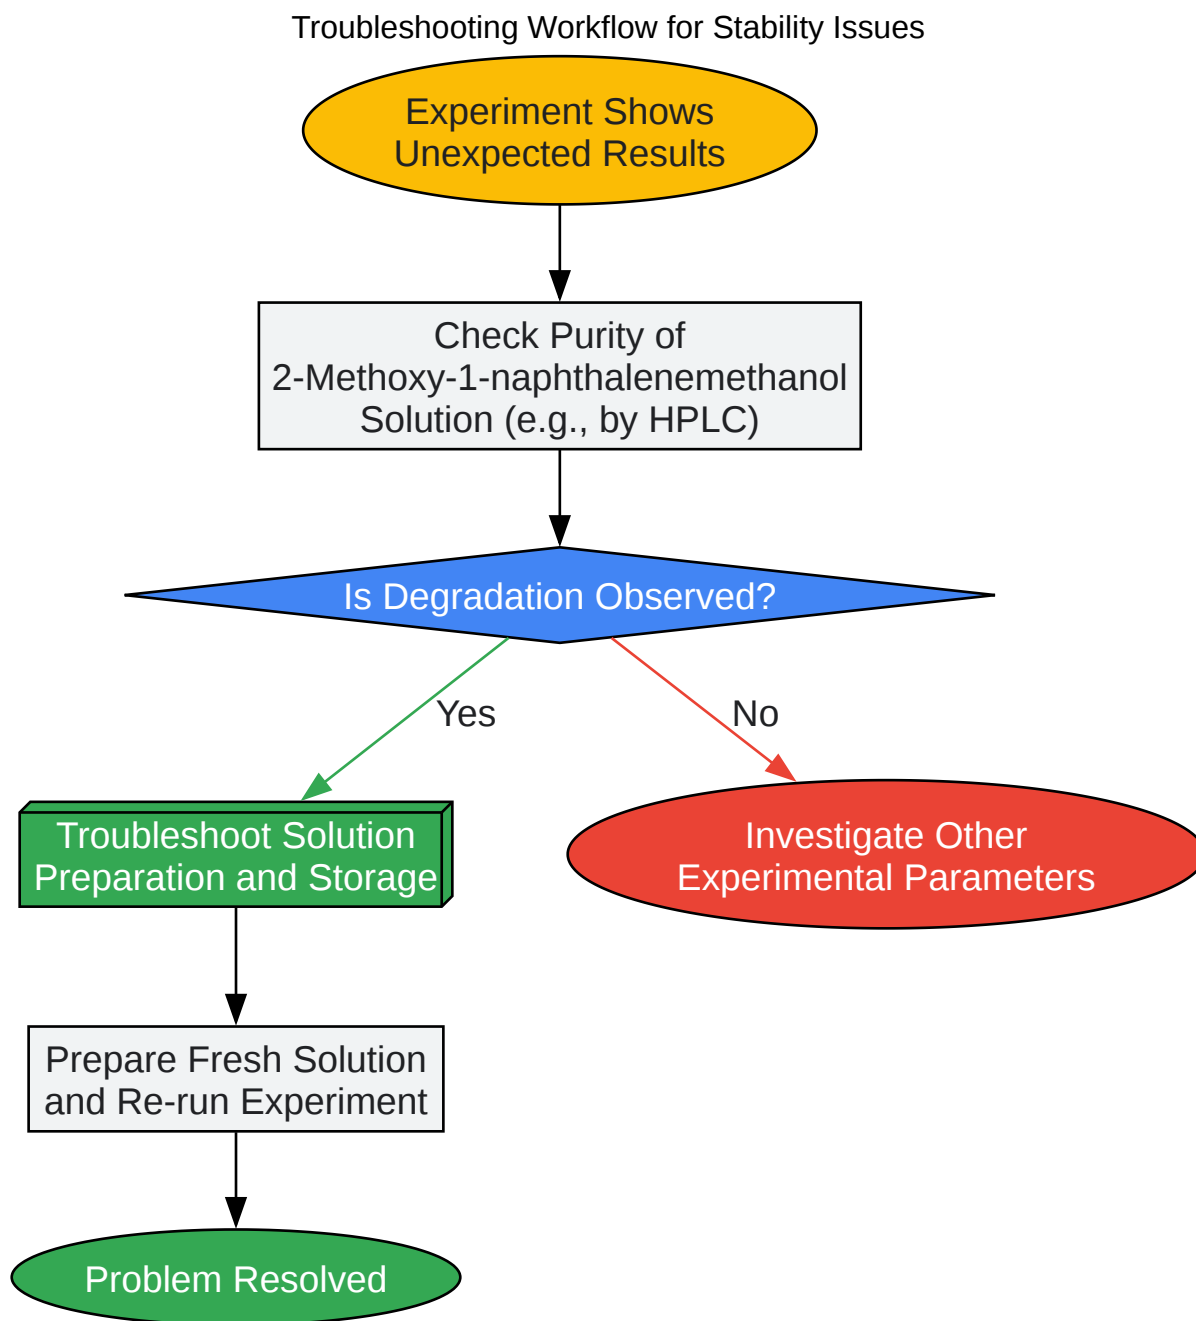 Troubleshooting Workflow for Stability Issues
Experiment Shows
Unexpected Results
Check Purity of
2-Methoxy-1-naphthalenemethanol
Solution (e.g., by HPLC)
Is Degradation Observed?
Yes
No
Troubleshoot Solution
Preparation and Storage
Investigate Other
Experimental Parameters
Prepare Fresh Solution
and Re-run Experiment
Problem Resolved